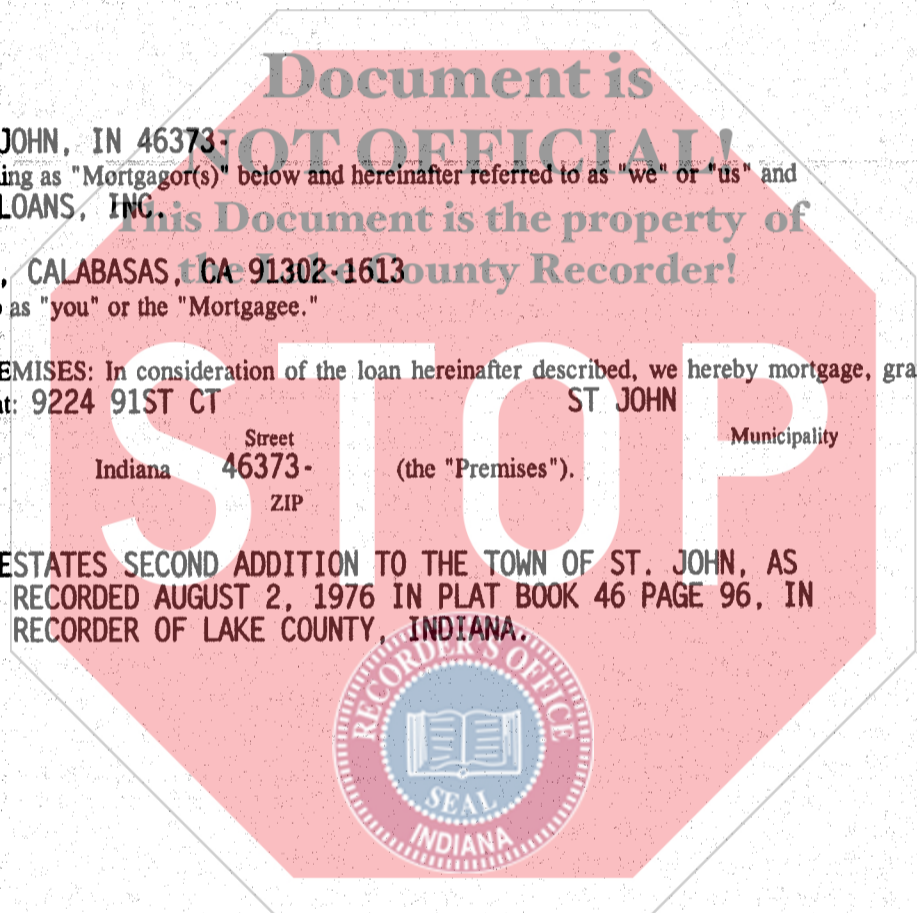 Document is
NOT OFFICIAL!
This Document is the property of
the Lake County Recorder!
STOP
JOHN, IN 46373-
ing as "Mortgagor(s)" below and hereinafter referred to as "we" or "us" and
LOANS, INC.
, CALABASAS, CA 91302-1613
as "you" or the "Mortgagee."
EMISES: In consideration of the loan hereinafter described, we hereby mortgage, gra
at: 9224 91ST CT ST JOHN
Street Municipality
Indiana 46373- (the "Premises").
ZIP
ESTATES SECOND ADDITION TO THE TOWN OF ST. JOHN, AS
RECORDED AUGUST 2, 1976 IN PLAT BOOK 46 PAGE 96, IN
RECORDER OF LAKE COUNTY, INDIANA.
RECORDER'S OFFICE
SEAL
INDIANA